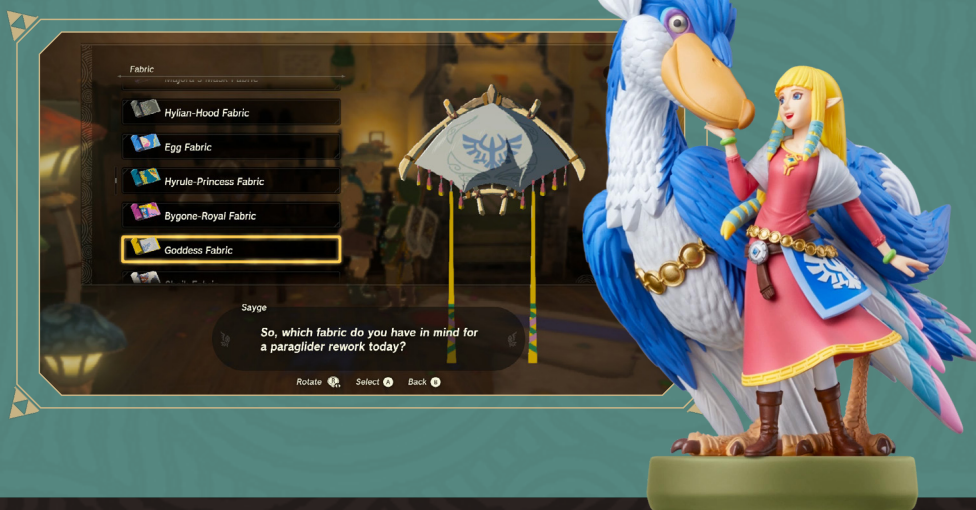 Fabric
Hylian-Hood Fabric
Egg Fabric
Hyrule-Princess Fabric
Bygone-Royal Fabric
Goddess Fabric
Sayge
So, which fabric do you have in mind for
a paraglider rework today?
Rotate R Select A Back B